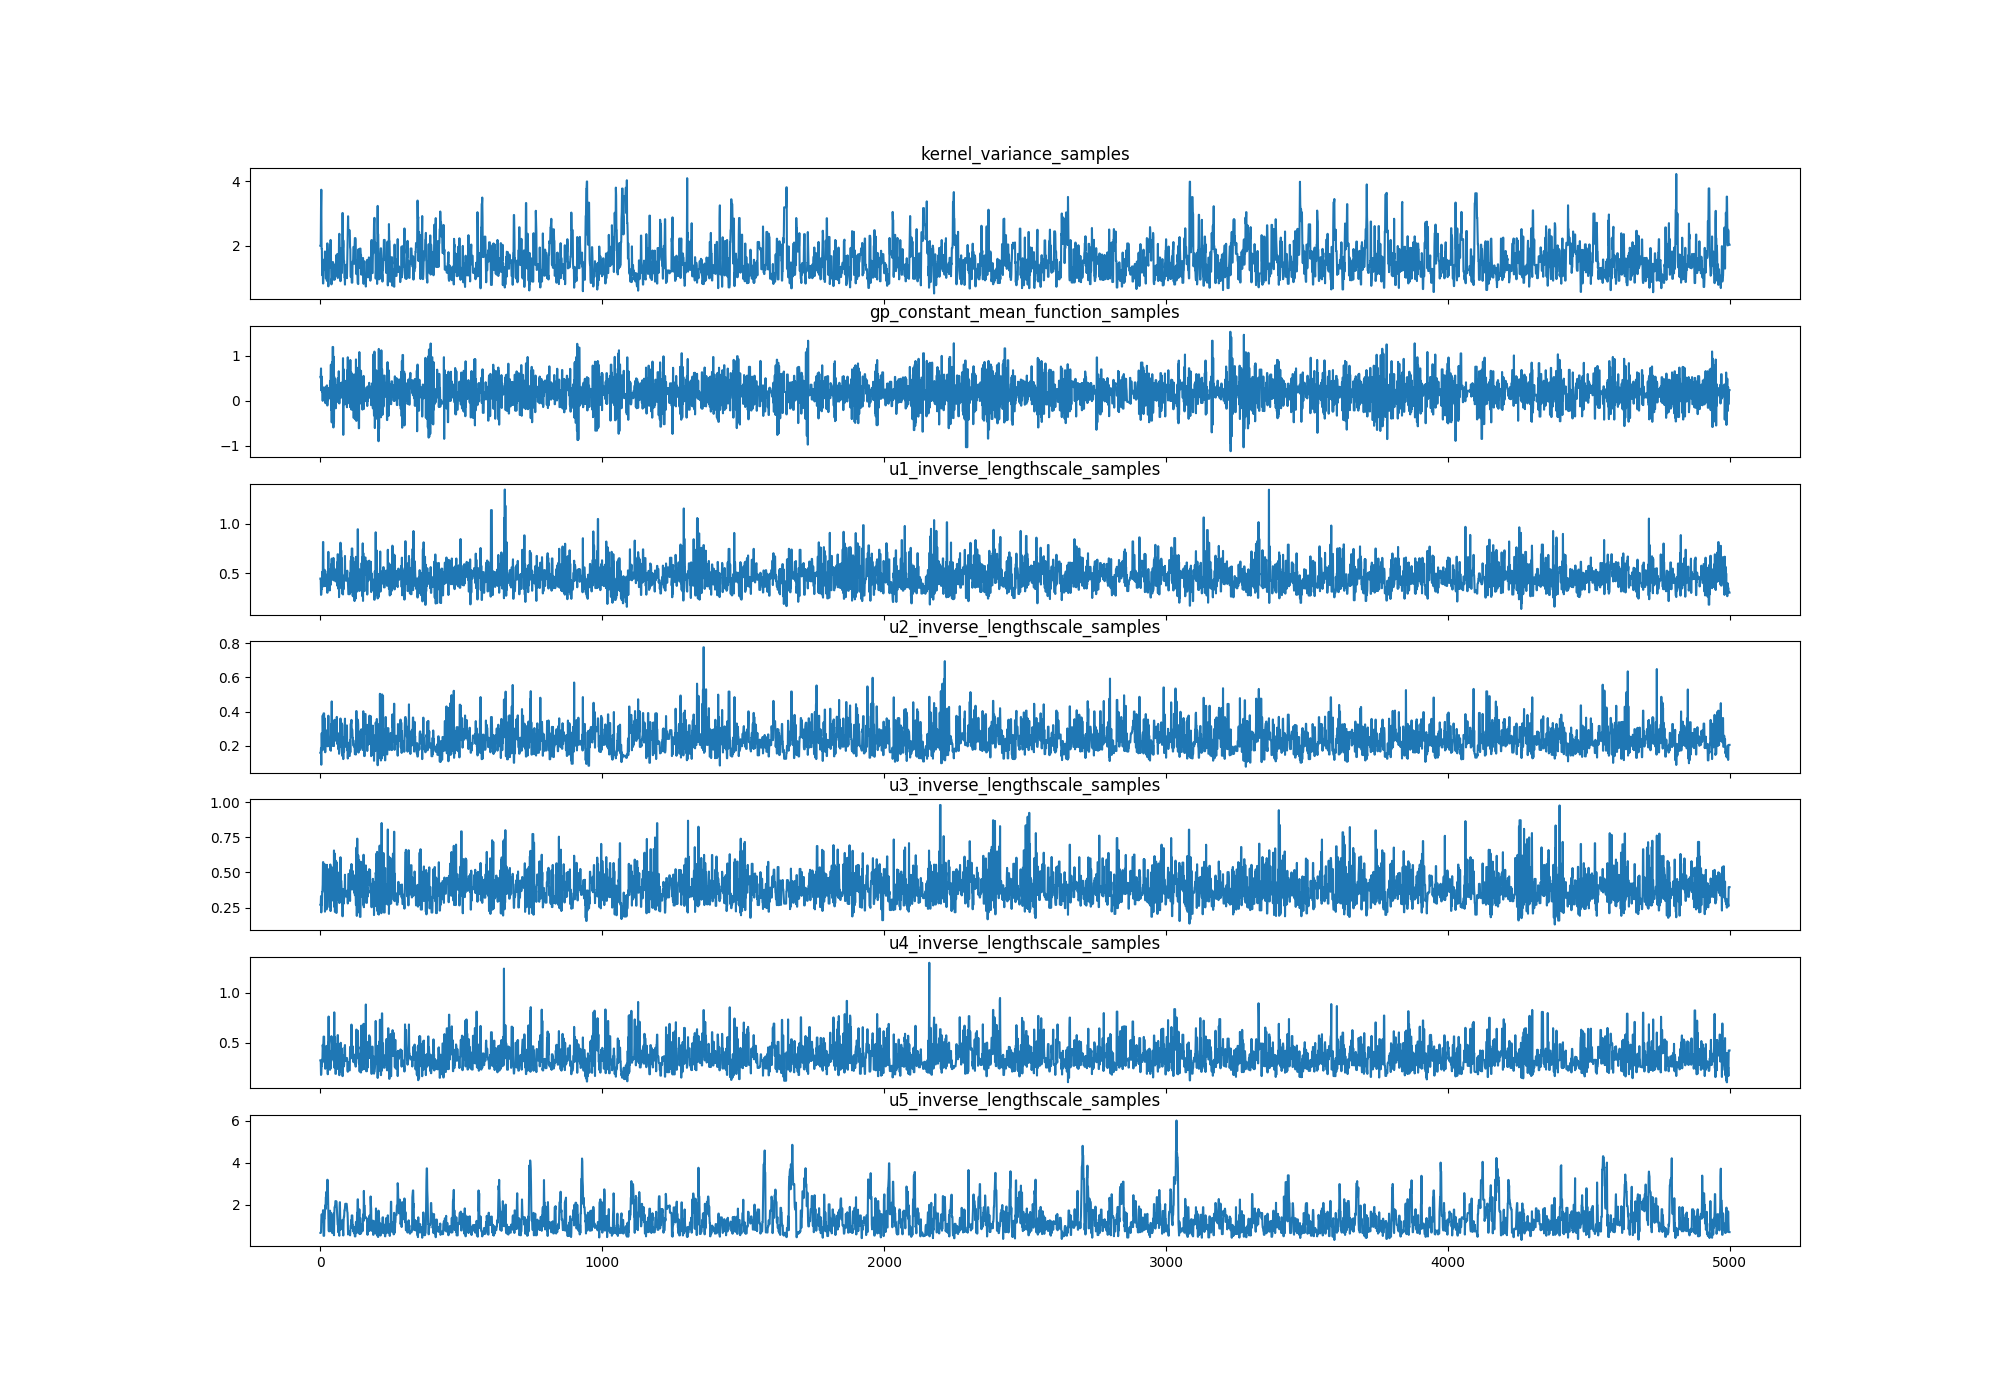 kernel_variance_samples
4
2
gp_constant_mean_function_samples
1
0
−1
u1_inverse_lengthscale_samples
1.0
0.5
u2_inverse_lengthscale_samples
0.8
0.6
0.4
0.2
u3_inverse_lengthscale_samples
1.00
0.75
0.50
0.25
u4_inverse_lengthscale_samples
1.0
0.5
u5_inverse_lengthscale_samples
6
4
2
0 1000 2000 3000 4000 5000